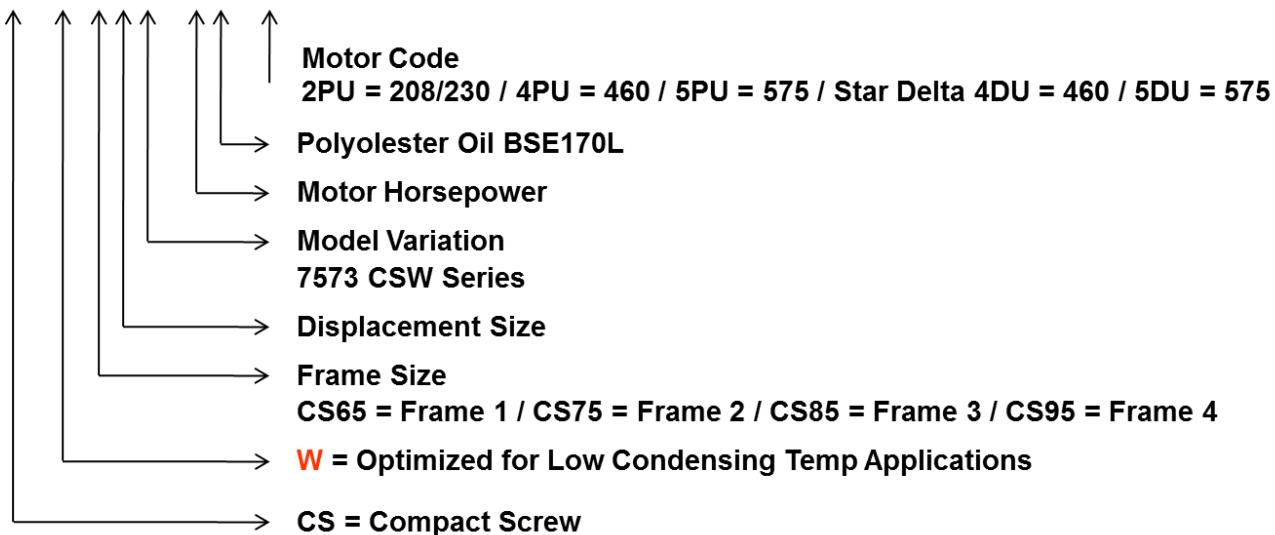 Motor Code
2PU = 208/230 / 4PU = 460 / 5PU = 575 / Star Delta 4DU = 460 / 5DU = 575
Polyolester Oil BSE170L
Motor Horsepower
Model Variation
7573 CSW Series
Displacement Size
Frame Size
CS65 = Frame 1 / CS75 = Frame 2 / CS85 = Frame 3 / CS95 = Frame 4
W = Optimized for Low Condensing Temp Applications
CS = Compact Screw